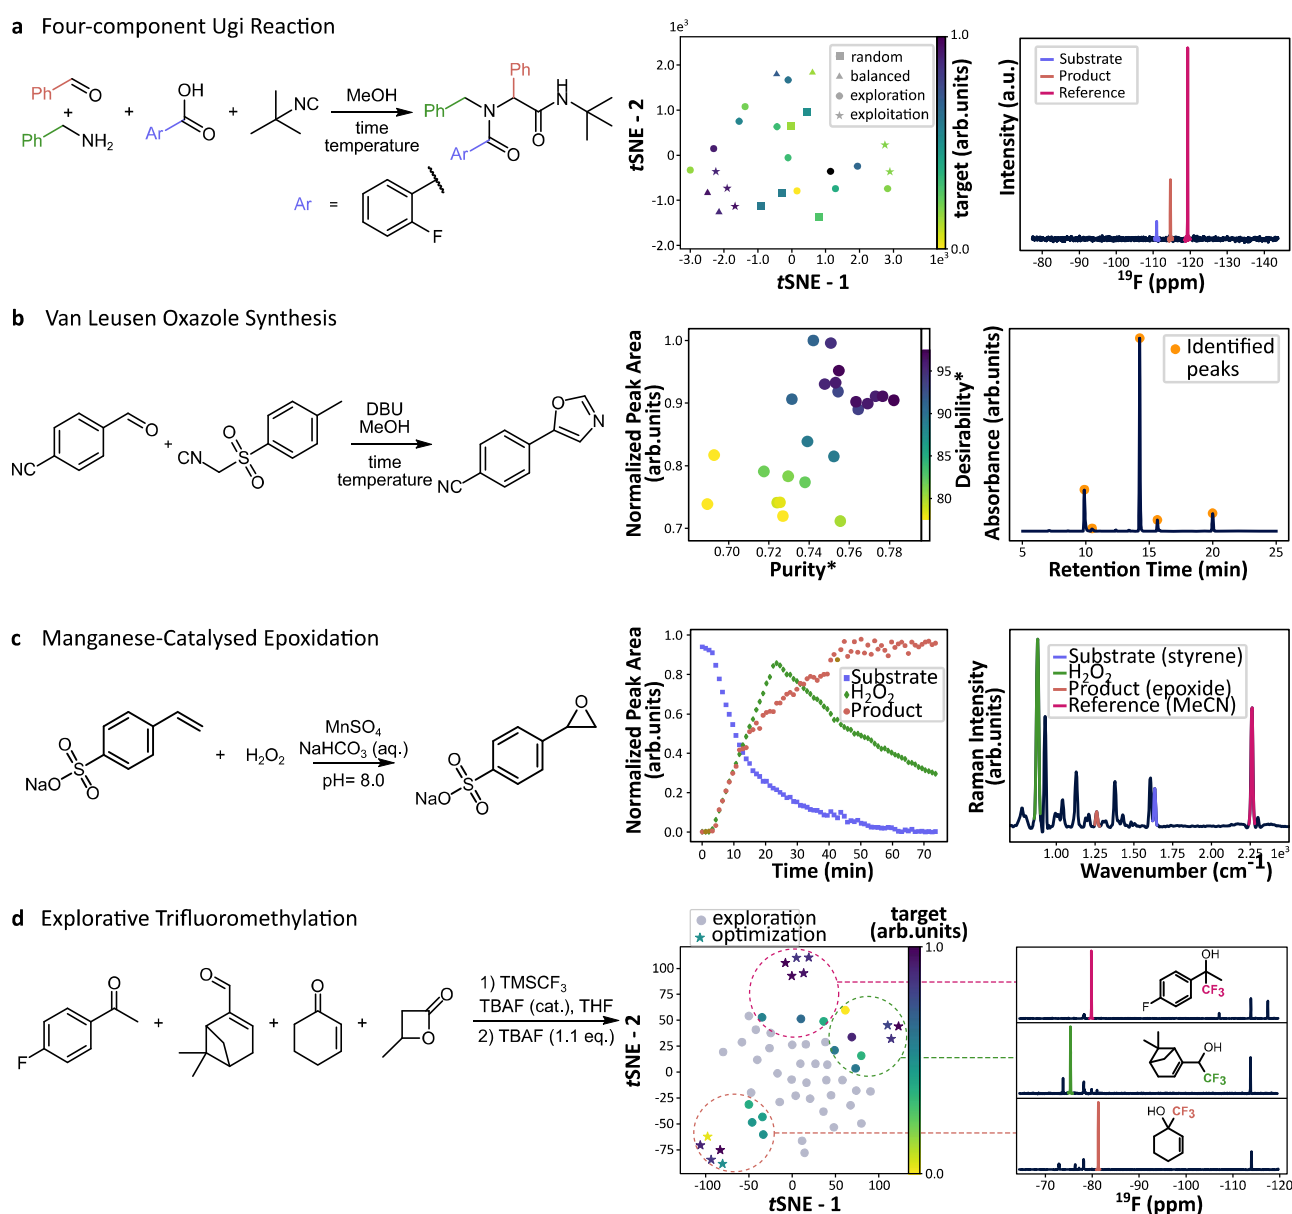 a Four-component Ugi Reaction
Ph
O
+
Ph
NH2
+
OH
Ar
O
+
NC
MeOH
time
temperature
Ph
Ph
N
H
N
O
Ar
O
Ar =
F
1e3
2.0
1.0
0
-1.0
-2.0
tSNE - 2
-3.0 -2.0 -1.0 0 1.0 2.0 3.0
1e3
tSNE - 1
random
balanced
exploration
exploitation
1.0
0.0
target (arb.units)
Intensity (a.u.)
Substrate
Product
Reference
-80 -90 -100 -110 -120 -130 -140
19F (ppm)
b Van Leusen Oxazole Synthesis
O
NC
+
CN
O
S
O
DBU
MeOH
time
temperature
O
N
NC
Normalized Peak Area
(arb.units)
1.0
0.9
0.8
0.7
0.70 0.72 0.74 0.76 0.78
Purity*
95
90
85
80
Desirability*
Absorbance (arb.units)
Identified
peaks
5 10 15 20 25
Retention Time (min)
c Manganese-Catalysed Epoxidation
O
S
NaO
O
+ H2O2
MnSO4
NaHCO3 (aq.)
pH= 8.0
O
O
S
NaO
O
Normalized Peak Area
(arb.units)
1.0
0.8
0.6
0.4
0.2
0.0
Substrate
H2O2
Product
0 10 20 30 40 50 60 70
Time (min)
Raman Intensity
(arb.units)
Substrate (styrene)
H2O2
Product (epoxide)
Reference (MeCN)
1.00 1.25 1.50 1.75 2.00 2.25 1e3
Wavenumber (cm-1)
d Explorative Trifluoromethylation
O
F
+
O
+
O
+
O
O
1) TMSCF3
TBAF (cat.), THF
2) TBAF (1.1 eq.)
exploration
optimization
target
(arb.units)
tSNE - 2
100
75
50
25
0
-25
-50
-75
-100 -50 0 50 100
tSNE - 1
1.0
0.0
OH
CF3
F
OH
CF3
HO CF3
-70 -80 -90 -100 -110 -120
19F (ppm)